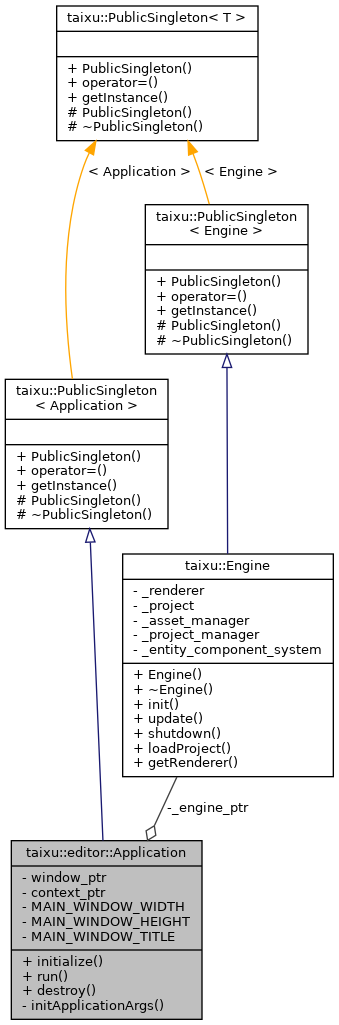 taixu::PublicSingleton< T >
+ PublicSingleton()
+ operator=()
+ getInstance()
# PublicSingleton()
# ~PublicSingleton()
< Application >
< Engine >
taixu::PublicSingleton
< Engine >
+ PublicSingleton()
+ operator=()
+ getInstance()
# PublicSingleton()
# ~PublicSingleton()
taixu::PublicSingleton
< Application >
+ PublicSingleton()
+ operator=()
+ getInstance()
# PublicSingleton()
# ~PublicSingleton()
taixu::Engine
- _renderer
- _project
- _asset_manager
- _project_manager
- _entity_component_system
+ Engine()
+ ~Engine()
+ init()
+ update()
+ shutdown()
+ loadProject()
+ getRenderer()
-_engine_ptr
taixu::editor::Application
- window_ptr
- context_ptr
- MAIN_WINDOW_WIDTH
- MAIN_WINDOW_HEIGHT
- MAIN_WINDOW_TITLE
+ initialize()
+ run()
+ destroy()
- initApplicationArgs()